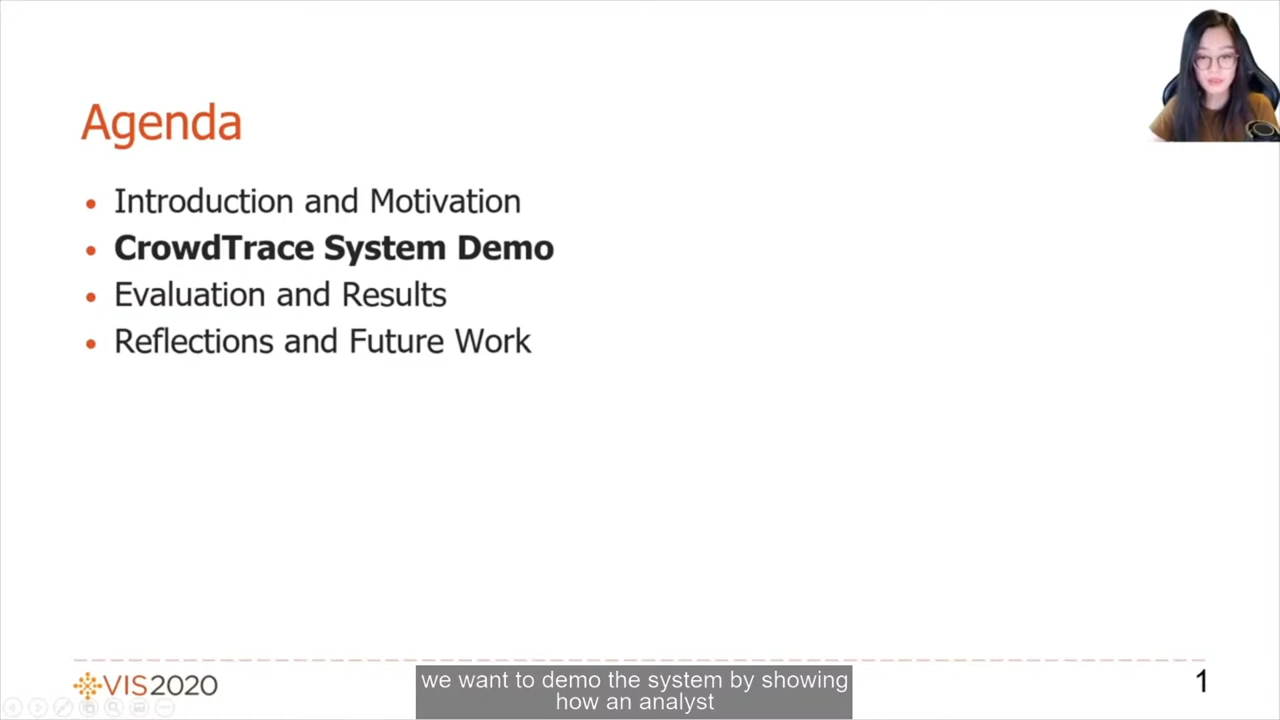 Agenda
• Introduction and Motivation
• CrowdTrace System Demo
• Evaluation and Results
• Reflections and Future Work
VIS2020
we want to demo the system by showing
how an analyst
1